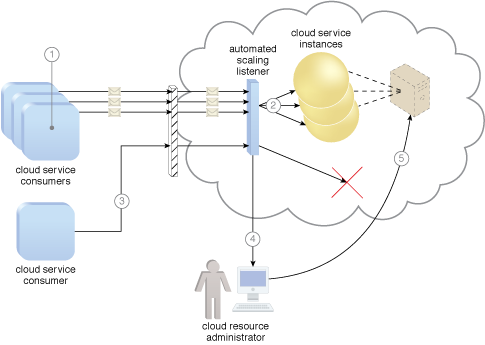 1
cloud service
instances
automated
scaling
listener
2
cloud service
consumers
5
3
4
cloud service
consumer
cloud resource
administrator